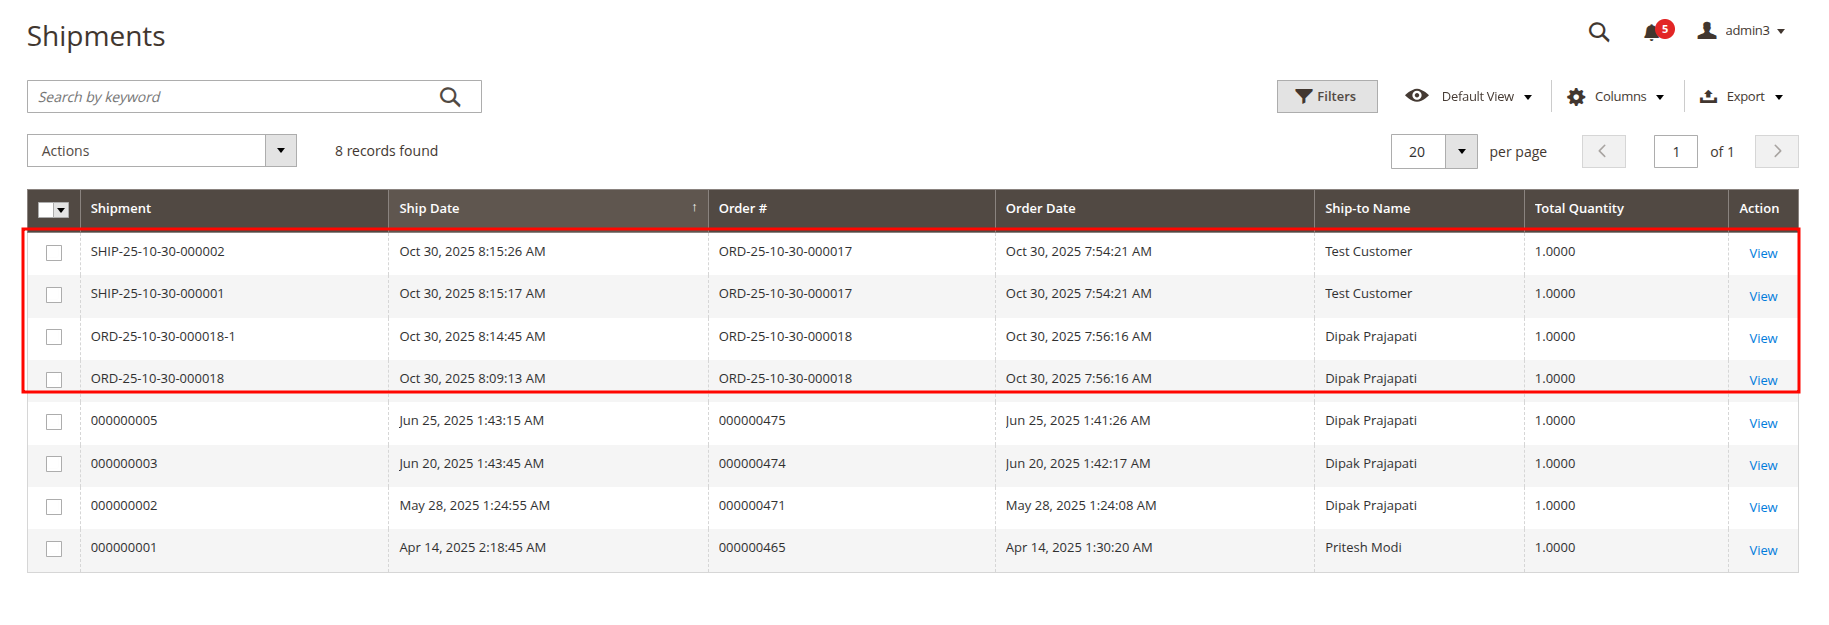 Shipments
5
admin3
Search by keyword
Filters
Default View
Columns
Export
Actions
8 records found
20
per page
1
of 1
Shipment Ship Date ↑ Order # Order Date Ship-to Name Total Quantity Action
SHIP-25-10-30-000002 Oct 30, 2025 8:15:26 AM ORD-25-10-30-000017 Oct 30, 2025 7:54:21 AM Test Customer 1.0000 View
SHIP-25-10-30-000001 Oct 30, 2025 8:15:17 AM ORD-25-10-30-000017 Oct 30, 2025 7:54:21 AM Test Customer 1.0000 View
ORD-25-10-30-000018-1 Oct 30, 2025 8:14:45 AM ORD-25-10-30-000018 Oct 30, 2025 7:56:16 AM Dipak Prajapati 1.0000 View
ORD-25-10-30-000018 Oct 30, 2025 8:09:13 AM ORD-25-10-30-000018 Oct 30, 2025 7:56:16 AM Dipak Prajapati 1.0000 View
000000005 Jun 25, 2025 1:43:15 AM 000000475 Jun 25, 2025 1:41:26 AM Dipak Prajapati 1.0000 View
000000003 Jun 20, 2025 1:43:45 AM 000000474 Jun 20, 2025 1:42:17 AM Dipak Prajapati 1.0000 View
000000002 May 28, 2025 1:24:55 AM 000000471 May 28, 2025 1:24:08 AM Dipak Prajapati 1.0000 View
000000001 Apr 14, 2025 2:18:45 AM 000000465 Apr 14, 2025 1:30:20 AM Pritesh Modi 1.0000 View